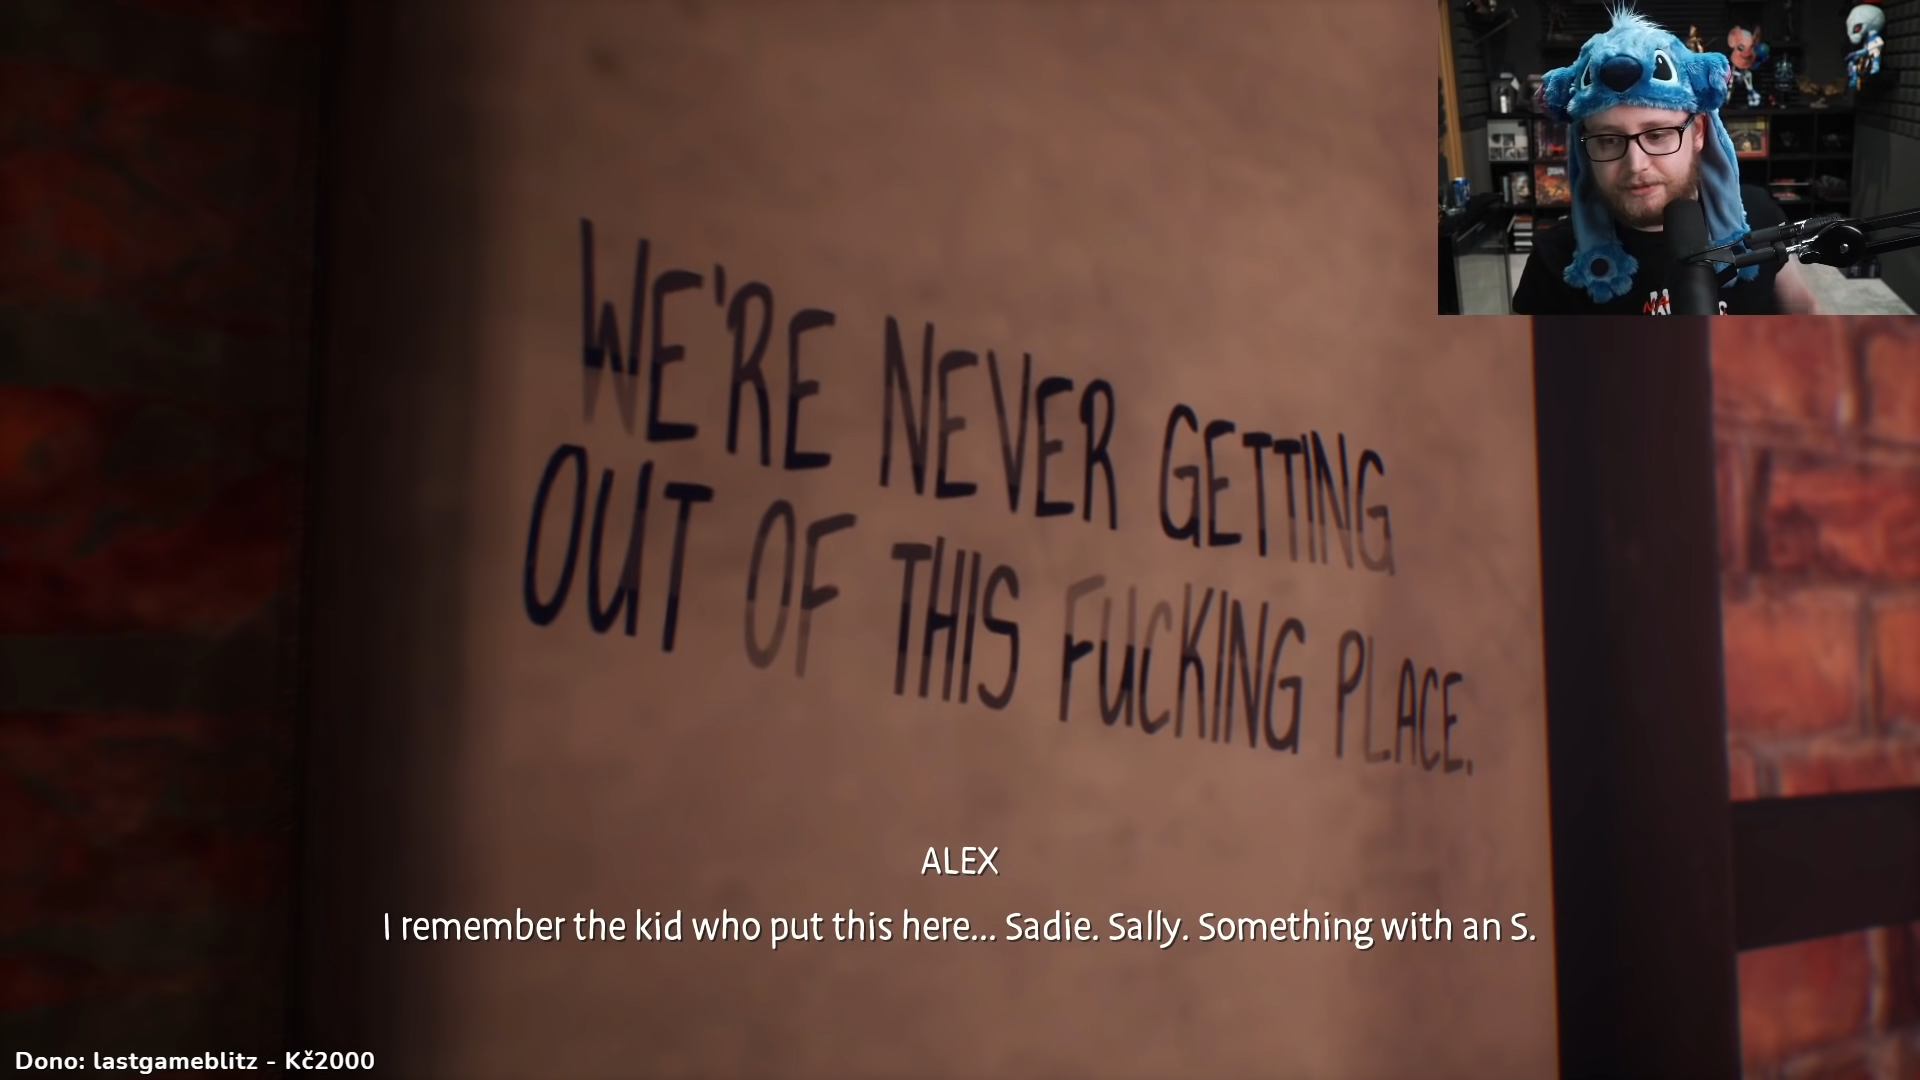 WE'RE NEVER GETTING
OUT OF THIS FUCKING PLACE.
ALEX
I remember the kid who put this here... Sadie. Sally. Something with an S.
Dono: lastgameblitz - Kč2000